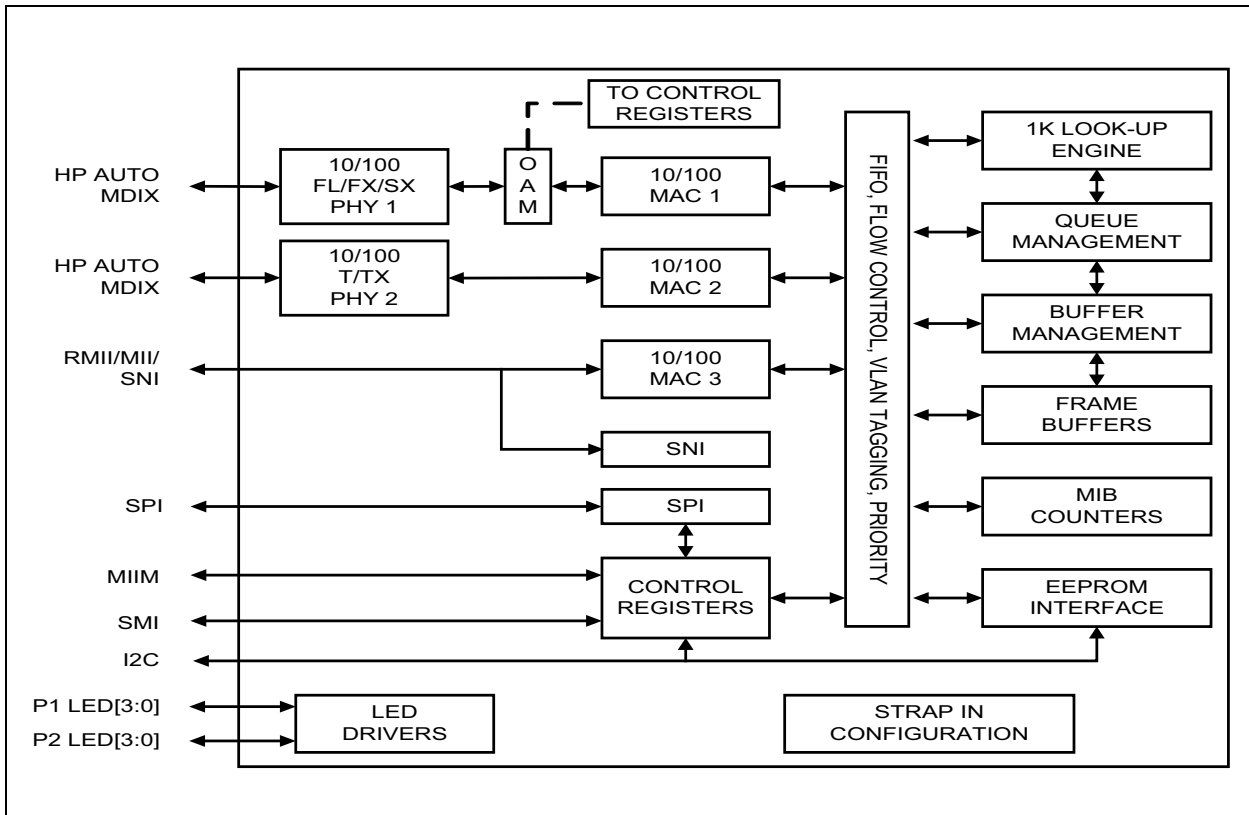 TO CONTROL
REGISTERS
HP AUTO
MDIX
10/100
FL/FX/SX
PHY 1
O
A
M
10/100
MAC 1
HP AUTO
MDIX
10/100
T/TX
PHY 2
10/100
MAC 2
RMII/MII/
SNI
10/100
MAC 3
SNI
SPI
SPI
MIIM
SMI
I2C
CONTROL
REGISTERS
P1 LED[3:0]
P2 LED[3:0]
LED
DRIVERS
FIFO, FLOW CONTROL, VLAN TAGGING, PRIORITY
1K LOOK-UP
ENGINE
QUEUE
MANAGEMENT
BUFFER
MANAGEMENT
FRAME
BUFFERS
MIB
COUNTERS
EEPROM
INTERFACE
STRAP IN
CONFIGURATION